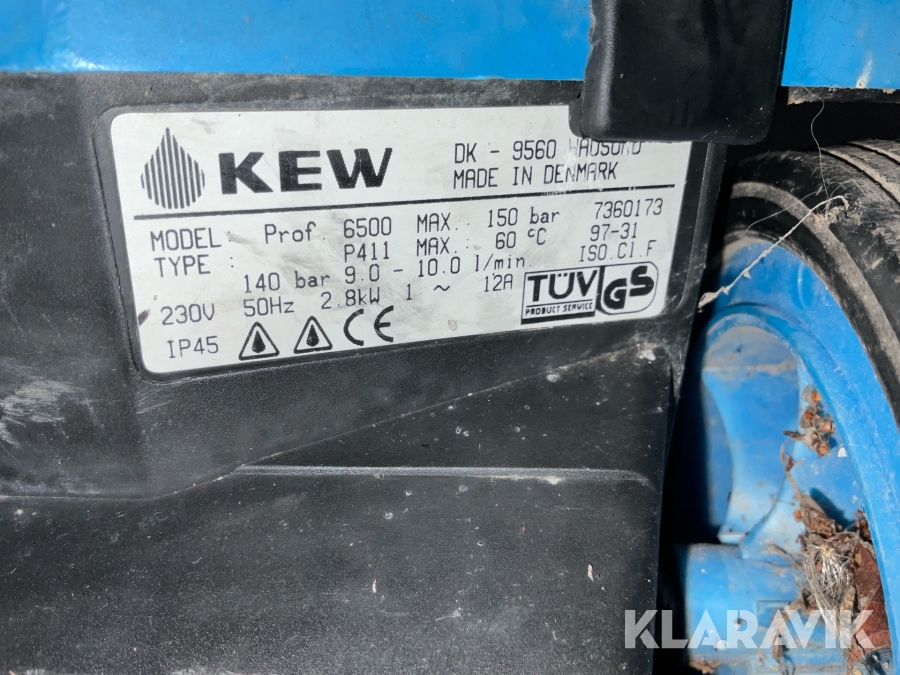 KEW
DK - 9560
MADE IN DENMARK
MODEL: Prof. 6500 MAX. 150 bar 7360173
TYPE : P411 MAX.: 60 °C 97-31
140 bar 9.0 - 10.0 l/min ISO.Cl.F
230V 50Hz 2.8kW 1 ~ 12A
IP45 CE
TÜV GS
PRODUCT SERVICE
KLARAVIK